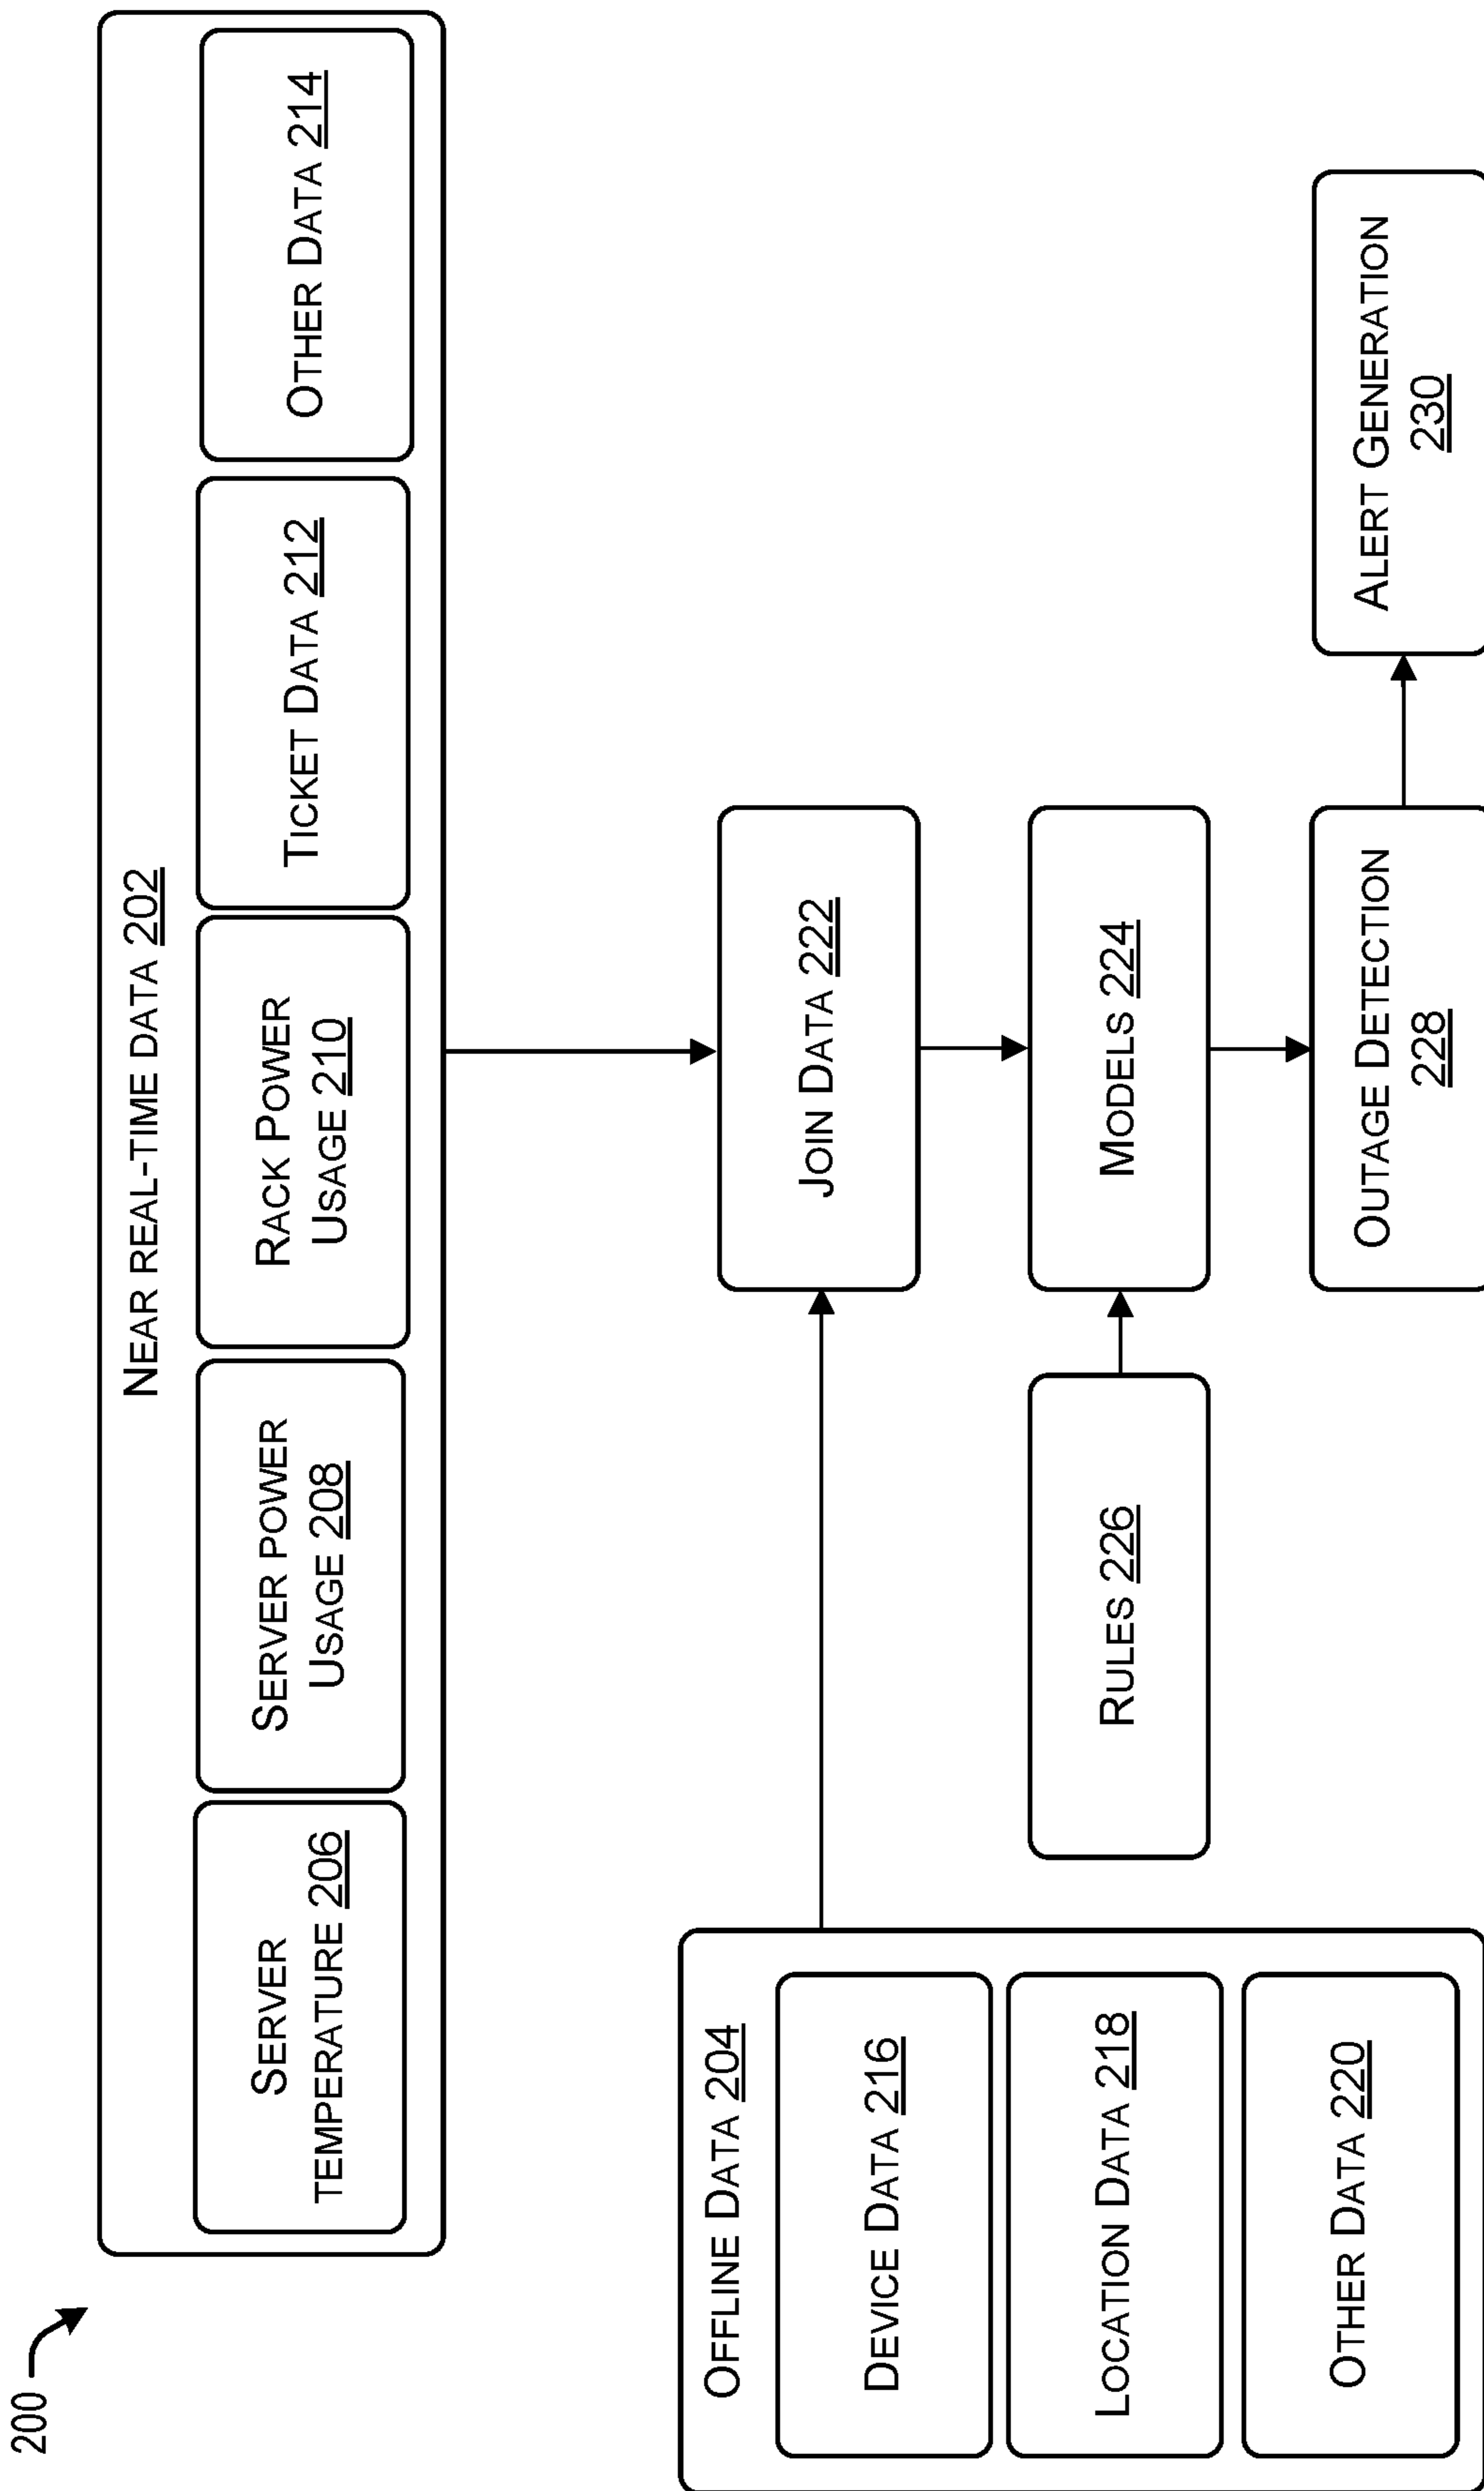 200
NEAR REAL-TIME DATA 202
SERVER
TEMPERATURE 206
SERVER POWER
USAGE 208
RACK POWER
USAGE 210
TICKET DATA 212
OTHER DATA 214
OFFLINE DATA 204
DEVICE DATA 216
LOCATION DATA 218
OTHER DATA 220
JOIN DATA 222
RULES 226
MODELS 224
OUTAGE DETECTION
228
ALERT GENERATION
230